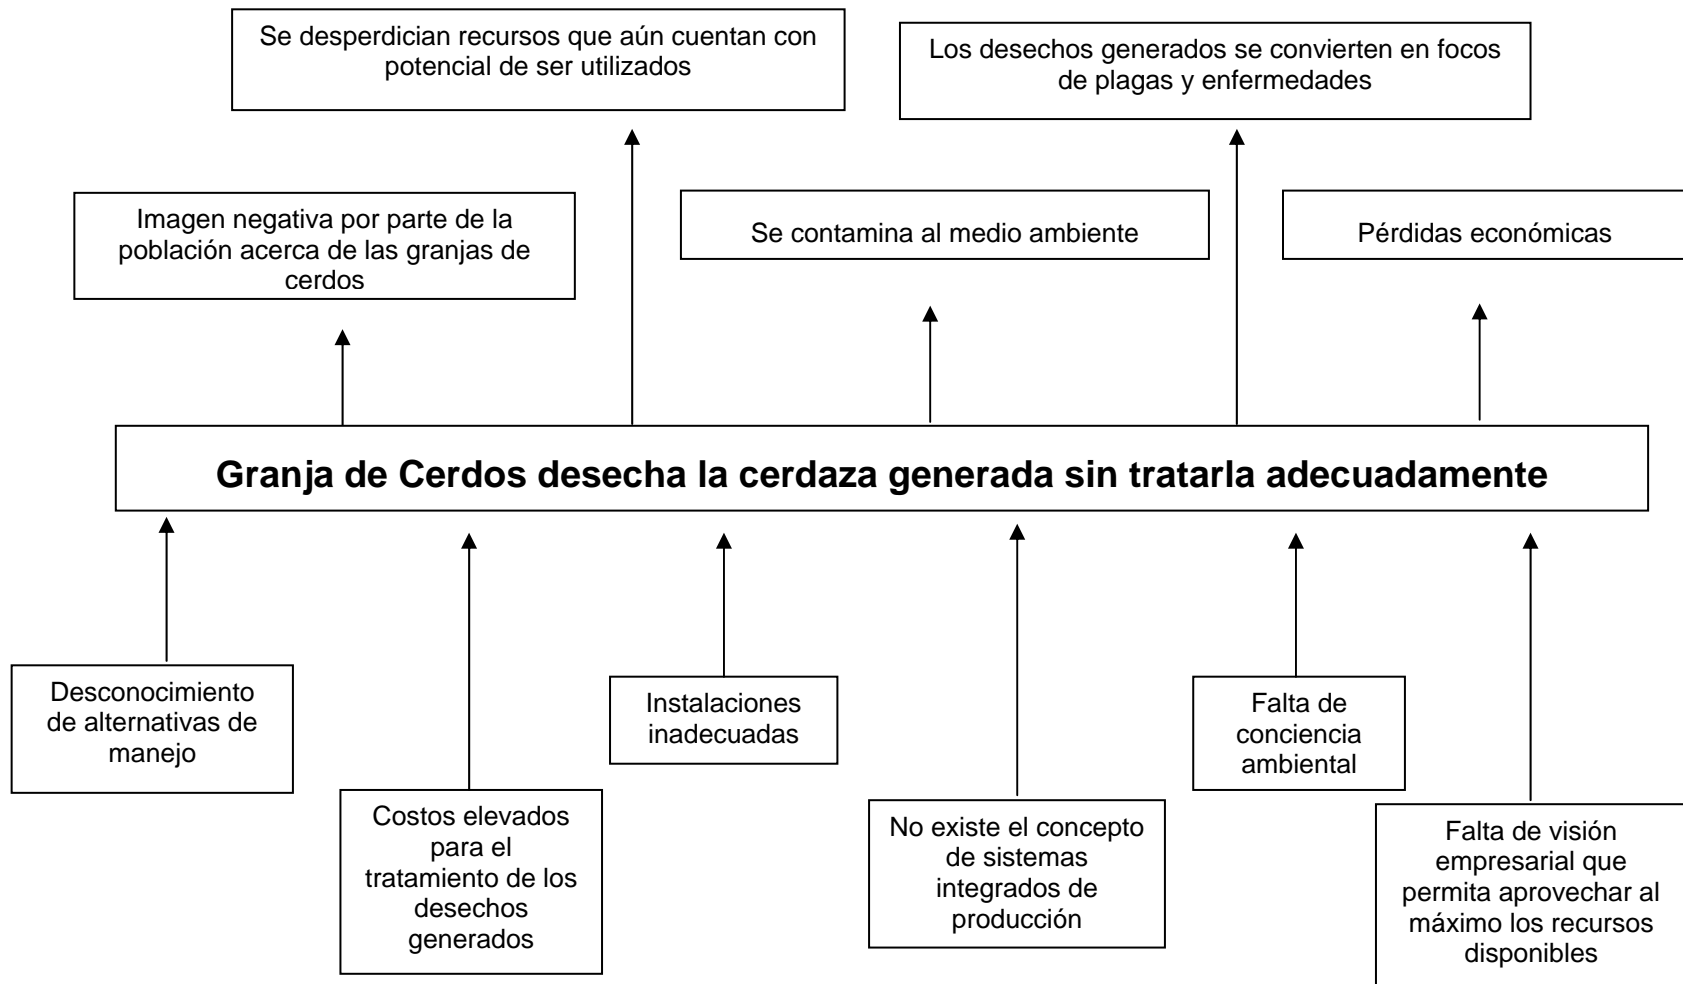 Se desperdician recursos que aún cuentan con
potencial de ser utilizados
Los desechos generados se convierten en focos
de plagas y enfermedades
Imagen negativa por parte de la
población acerca de las granjas de
cerdos
Se contamina al medio ambiente
Pérdidas económicas
Granja de Cerdos desecha la cerdaza generada sin tratarla adecuadamente
Desconocimiento
de alternativas de
manejo
Costos elevados
para el
tratamiento de los
desechos
generados
Instalaciones
inadecuadas
No existe el concepto
de sistemas
integrados de
producción
Falta de
conciencia
ambiental
Falta de visión
empresarial que
permita aprovechar al
máximo los recursos
disponibles